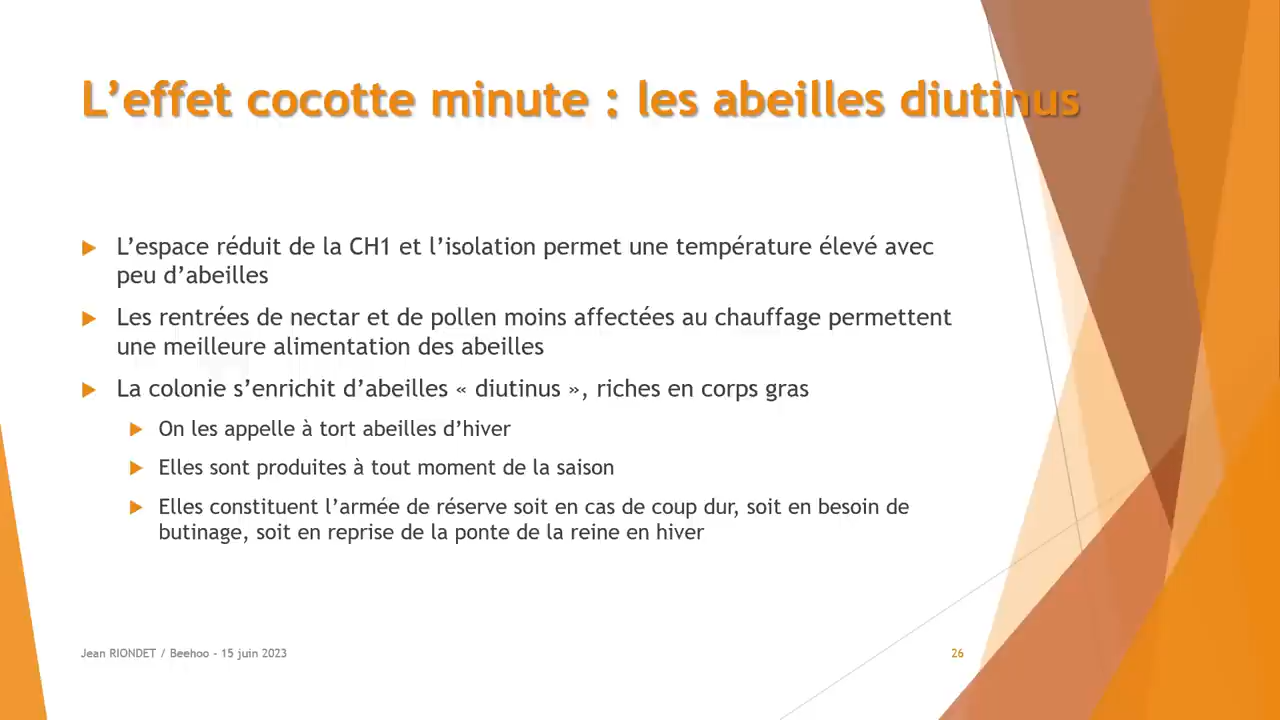 L’effet cocotte minute : les abeilles diutinus
L’espace réduit de la CH1 et l’isolation permet une température élevé avec
peu d’abeilles
Les rentrées de nectar et de pollen moins affectées au chauffage permettent
une meilleure alimentation des abeilles
La colonie s’enrichit d’abeilles « diutinus », riches en corps gras
On les appelle à tort abeilles d’hiver
Elles sont produites à tout moment de la saison
Elles constituent l’armée de réserve soit en cas de coup dur, soit en besoin de
butinage, soit en reprise de la ponte de la reine en hiver
Jean RIONDET / Beehoo - 15 juin 2023
26